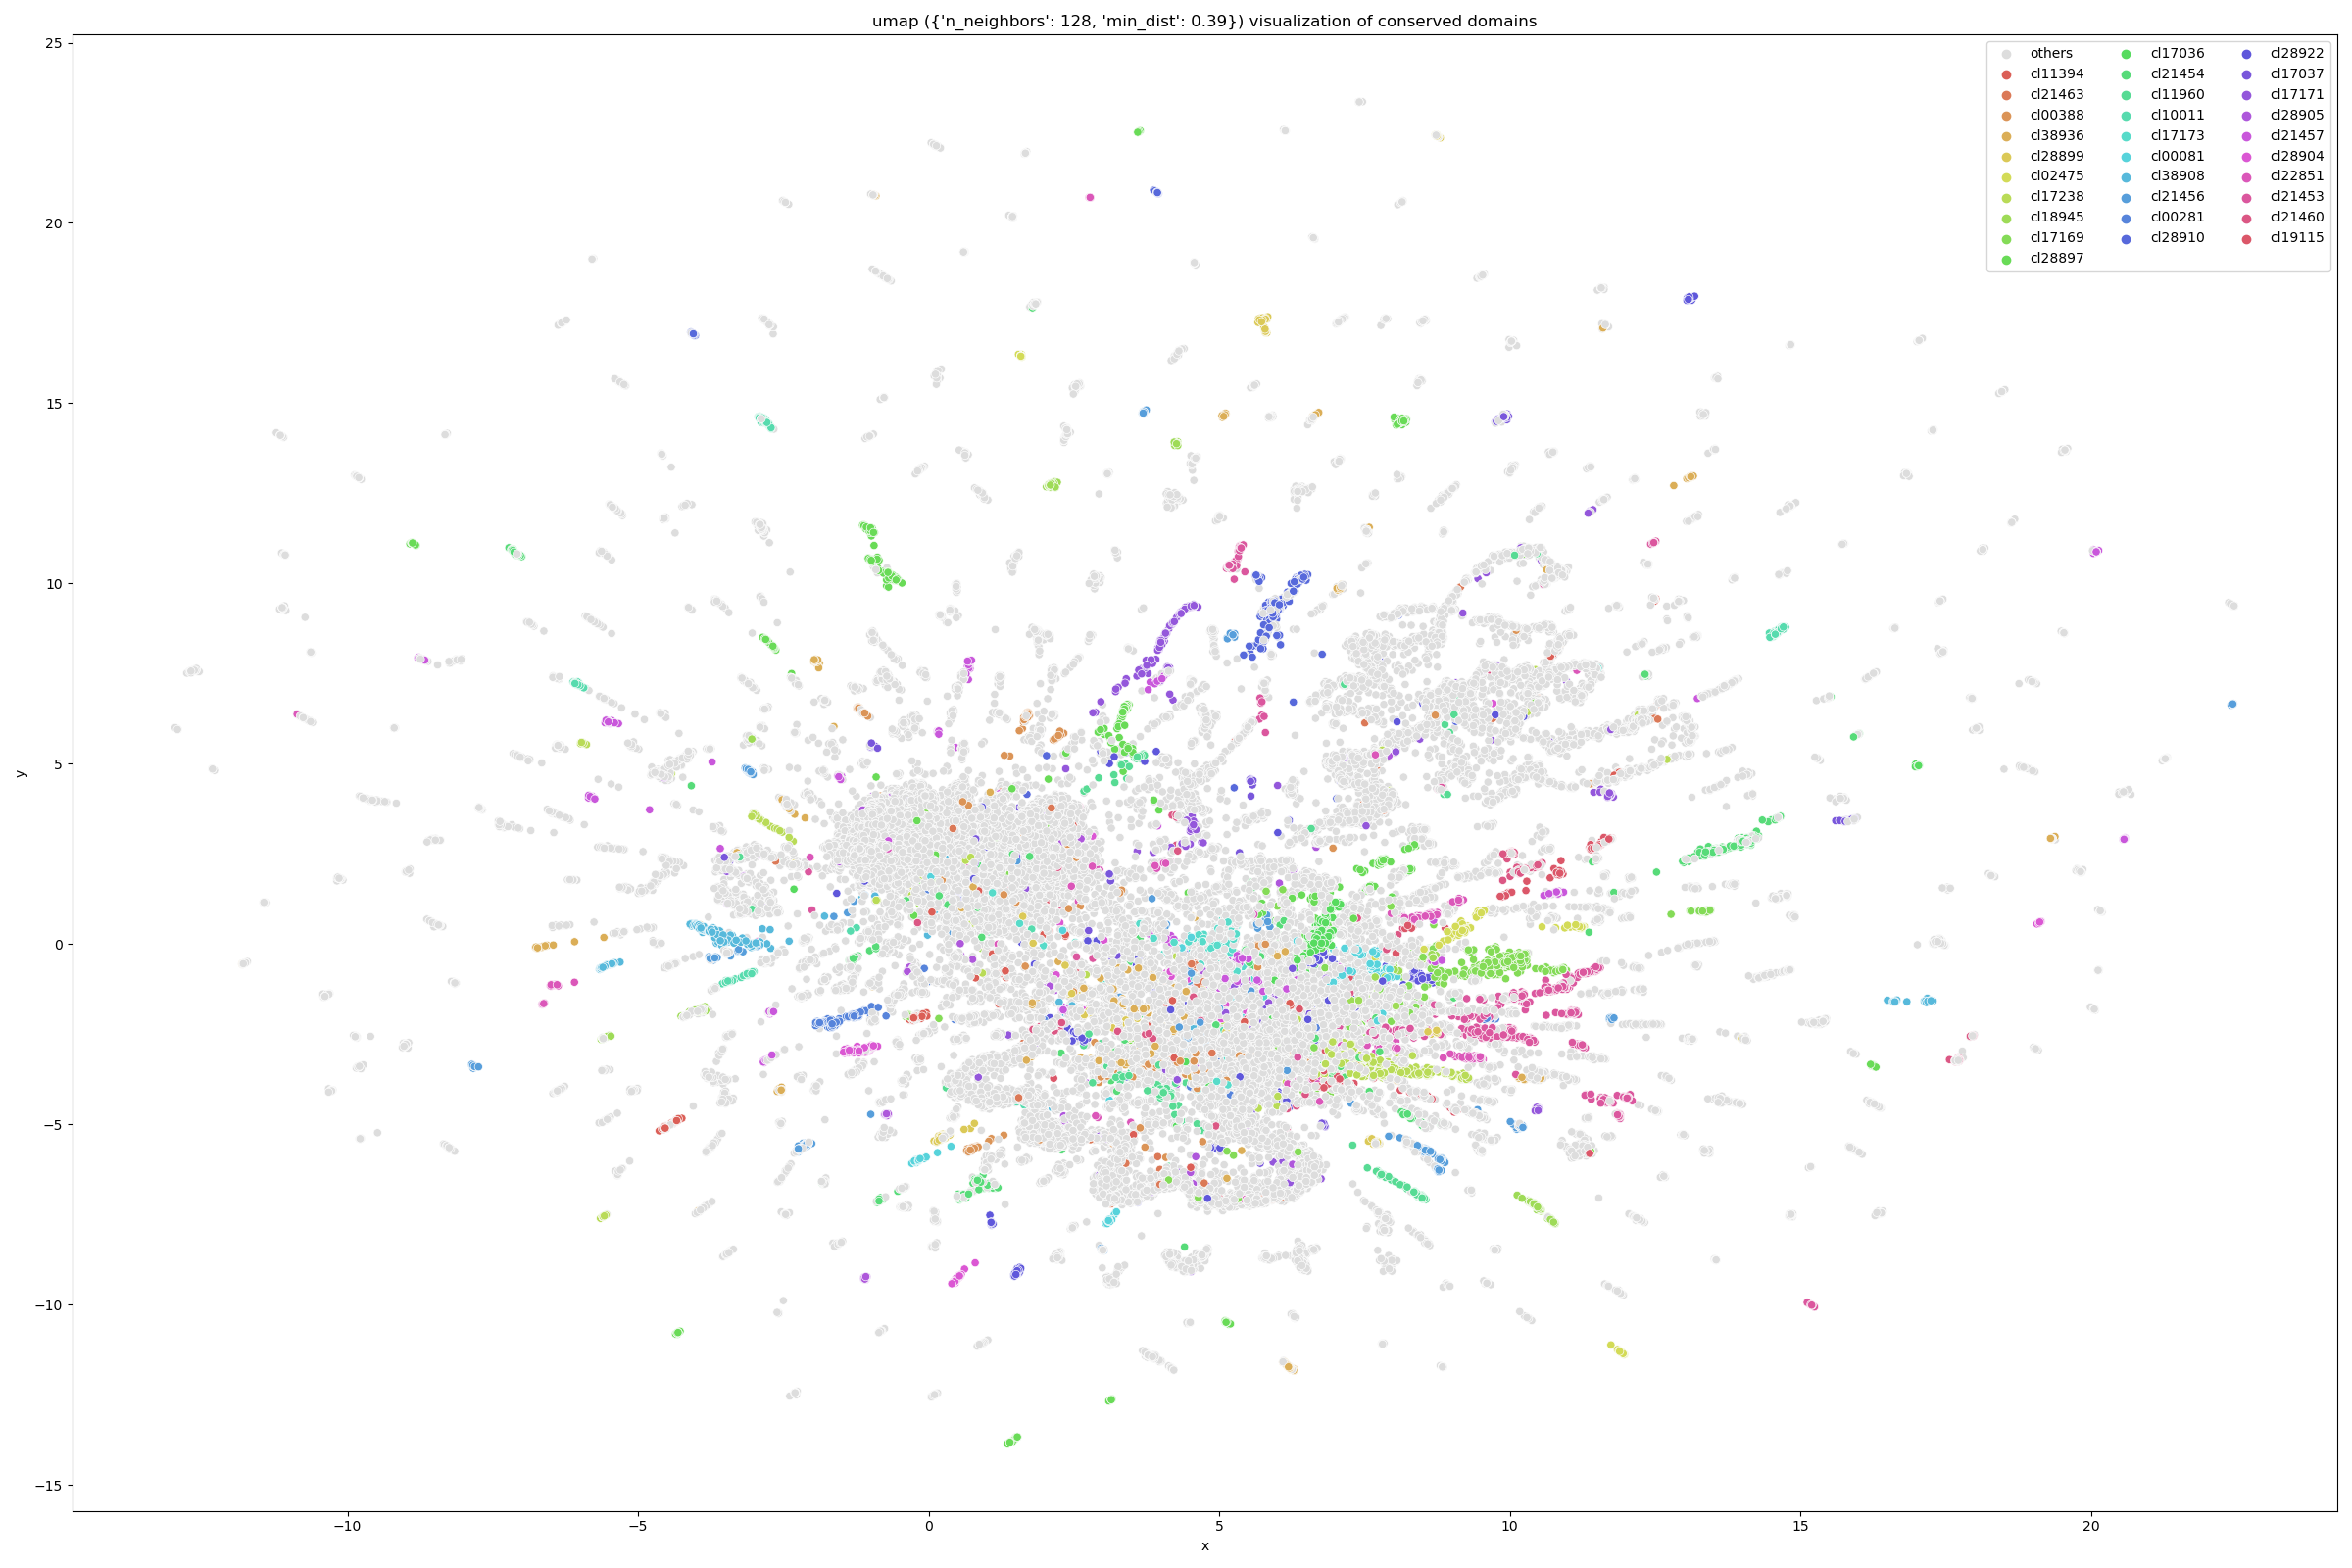 umap ({'n_neighbors': 128, 'min_dist': 0.39}) visualization of conserved domains
others
cl11394
cl21463
cl00388
cl38936
cl28899
cl02475
cl17238
cl18945
cl17169
cl28897
cl17036
cl21454
cl11960
cl10011
cl17173
cl00081
cl38908
cl21456
cl00281
cl28910
cl28922
cl17037
cl17171
cl28905
cl21457
cl28904
cl22851
cl21453
cl21460
cl19115
25
20
15
10
5
0
−5
−10
−15
y
−10
−5
0
5
10
15
20
x